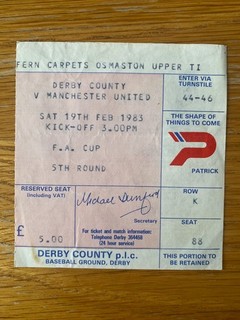 FERN CARPETS OSMASTON UPPER TI
DERBY COUNTY
V MANCHESTER UNITED
SAT 19TH FEB 1983
KICK-OFF 3.00PM
F.A. CUP
5TH ROUND
ENTER VIA
TURNSTILE
44-46
THE SHAPE OF
THINGS TO COME
PATRICK
RESERVED SEAT
(including VAT)
£
5.00
Michael Dunford
Secretary
For ticket and match information:
Telephone Derby 364458
(24 hour service)
ROW
K
SEAT
88
DERBY COUNTY p.l.c.
BASEBALL GROUND, DERBY
THIS PORTION TO
BE RETAINED